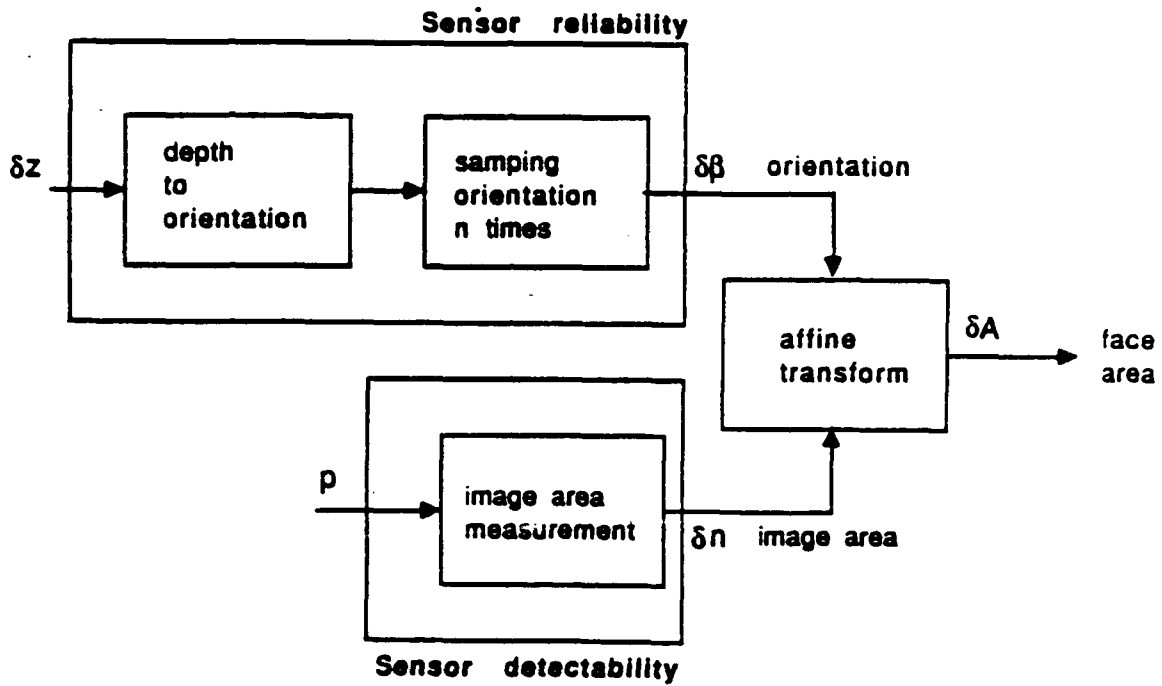 Sensor reliability
δz
depth
to
orientation
samping
orientation
n times
δβ orientation
affine
transform
δA
face
area
p
image area
measurement
δn image area
Sensor detectability